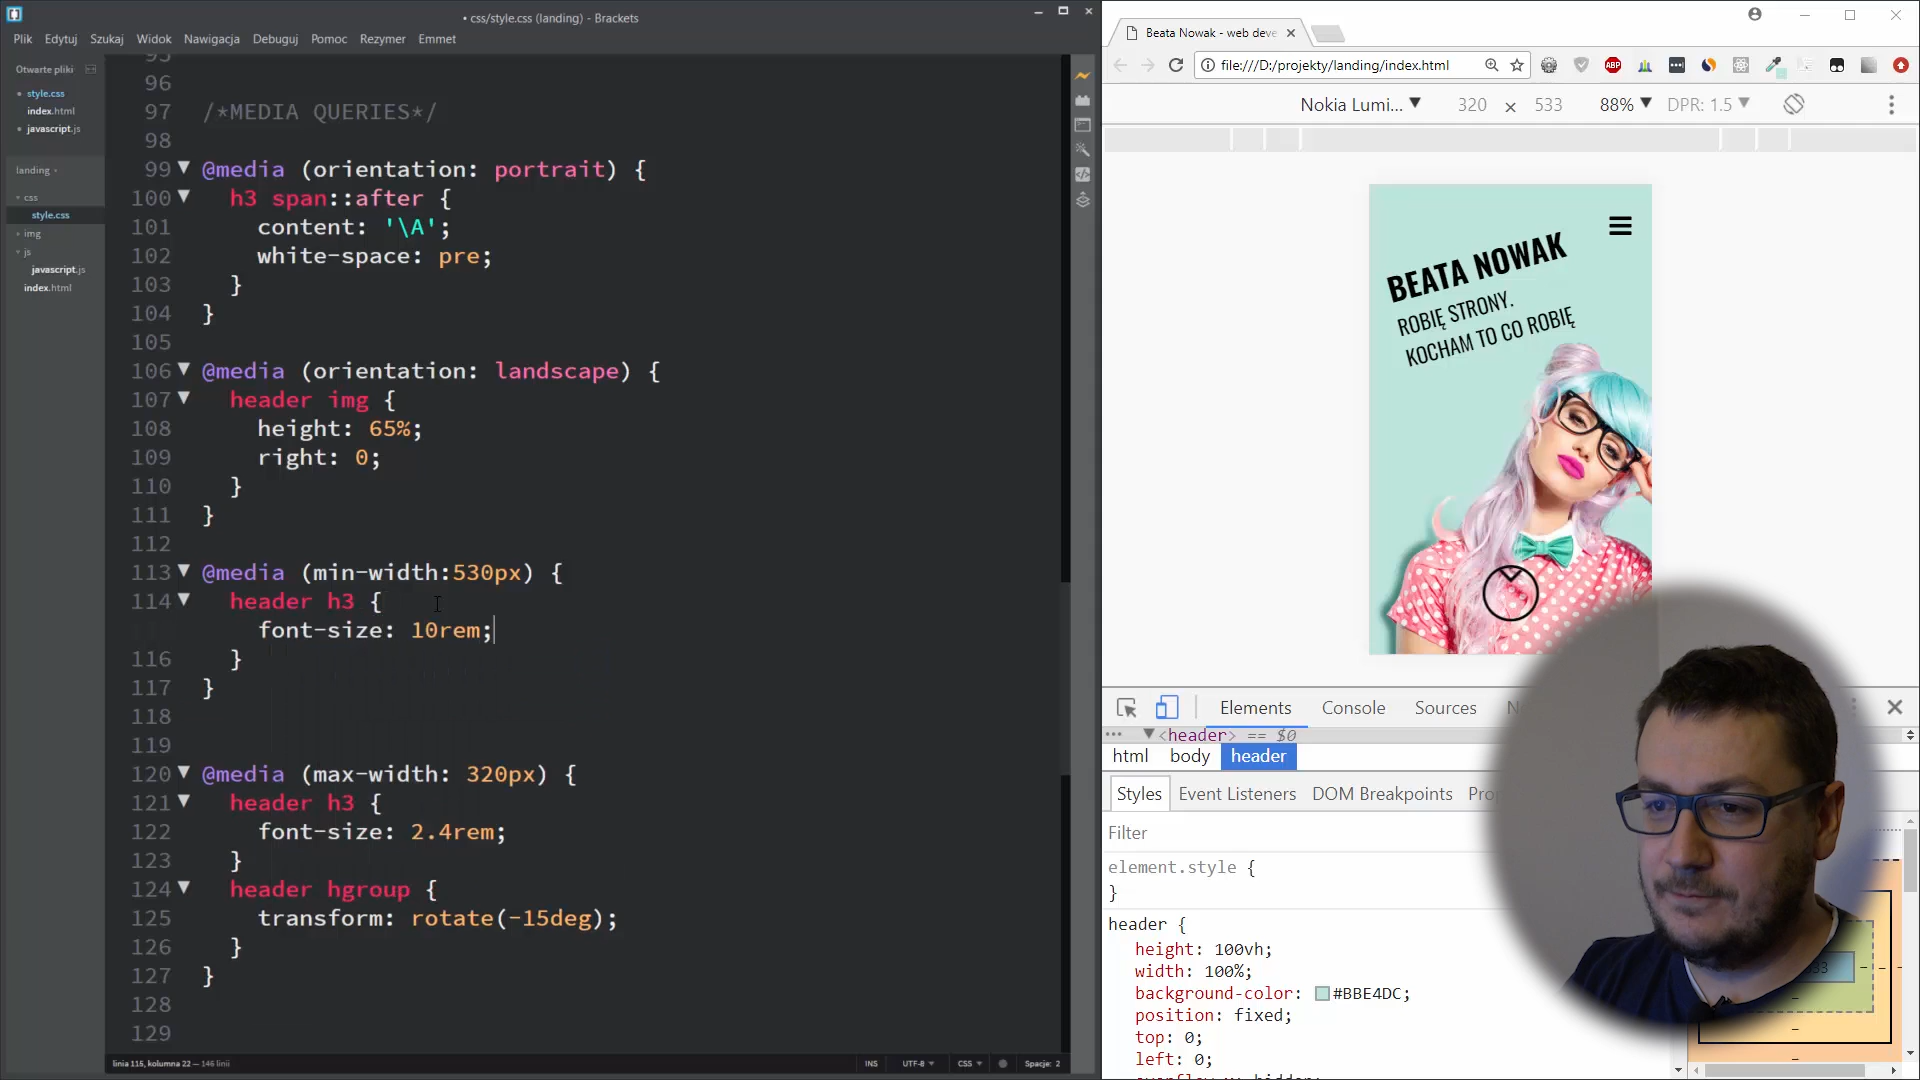 • css/style.css (landing) - Brackets
Plik Edytuj Szukaj Widok Nawigacja Debuguj Pomoc Rezymer Emmet
Otwarte pliki
style.css
index.html
javascript.js
landing
css
style.css
img
js
javascript.js
index.html
95
96
97 /*MEDIA QUERIES*/
98
99 @media (orientation: portrait) {
100 h3 span::after {
101 content: '\A';
102 white-space: pre;
103 }
104 }
105
106 @media (orientation: landscape) {
107 header img {
108 height: 65%;
109 right: 0;
110 }
111 }
112
113 @media (min-width:530px) {
114 header h3 {
font-size: 10rem;
116 }
117 }
118
119
120 @media (max-width: 320px) {
121 header h3 {
122 font-size: 2.4rem;
123 }
124 header hgroup {
125 transform: rotate(-15deg);
126 }
127 }
128
129
linia 115, kolumna 22 — 146 linii INS UTF-8 CSS Spacje: 2
Beata Nowak - web deve
file:///D:/projekty/landing/index.html
ABP
Nokia Lumi... 320 × 533 88% DPR: 1.5
BEATA NOWAK
ROBIĘ STRONY.
KOCHAM TO CO ROBIĘ
Elements Console Sources
<header> == $0
html body header
Styles Event Listeners DOM Breakpoints
Filter
element.style {
}
header {
height: 100vh;
width: 100%;
background-color: #BBE4DC;
position: fixed;
top: 0;
left: 0;